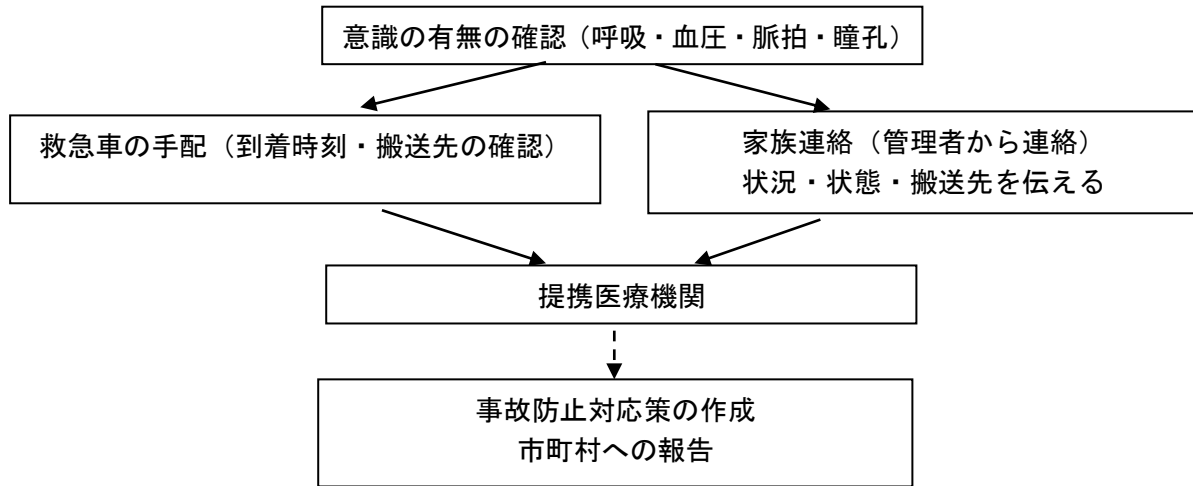 意識の有無の確認（呼吸・血圧・脈拍・瞳孔）
救急車の手配（到着時刻・搬送先の確認）
家族連絡（管理者から連絡）
状況・状態・搬送先を伝える
提携医療機関
事故防止対応策の作成
市町村への報告